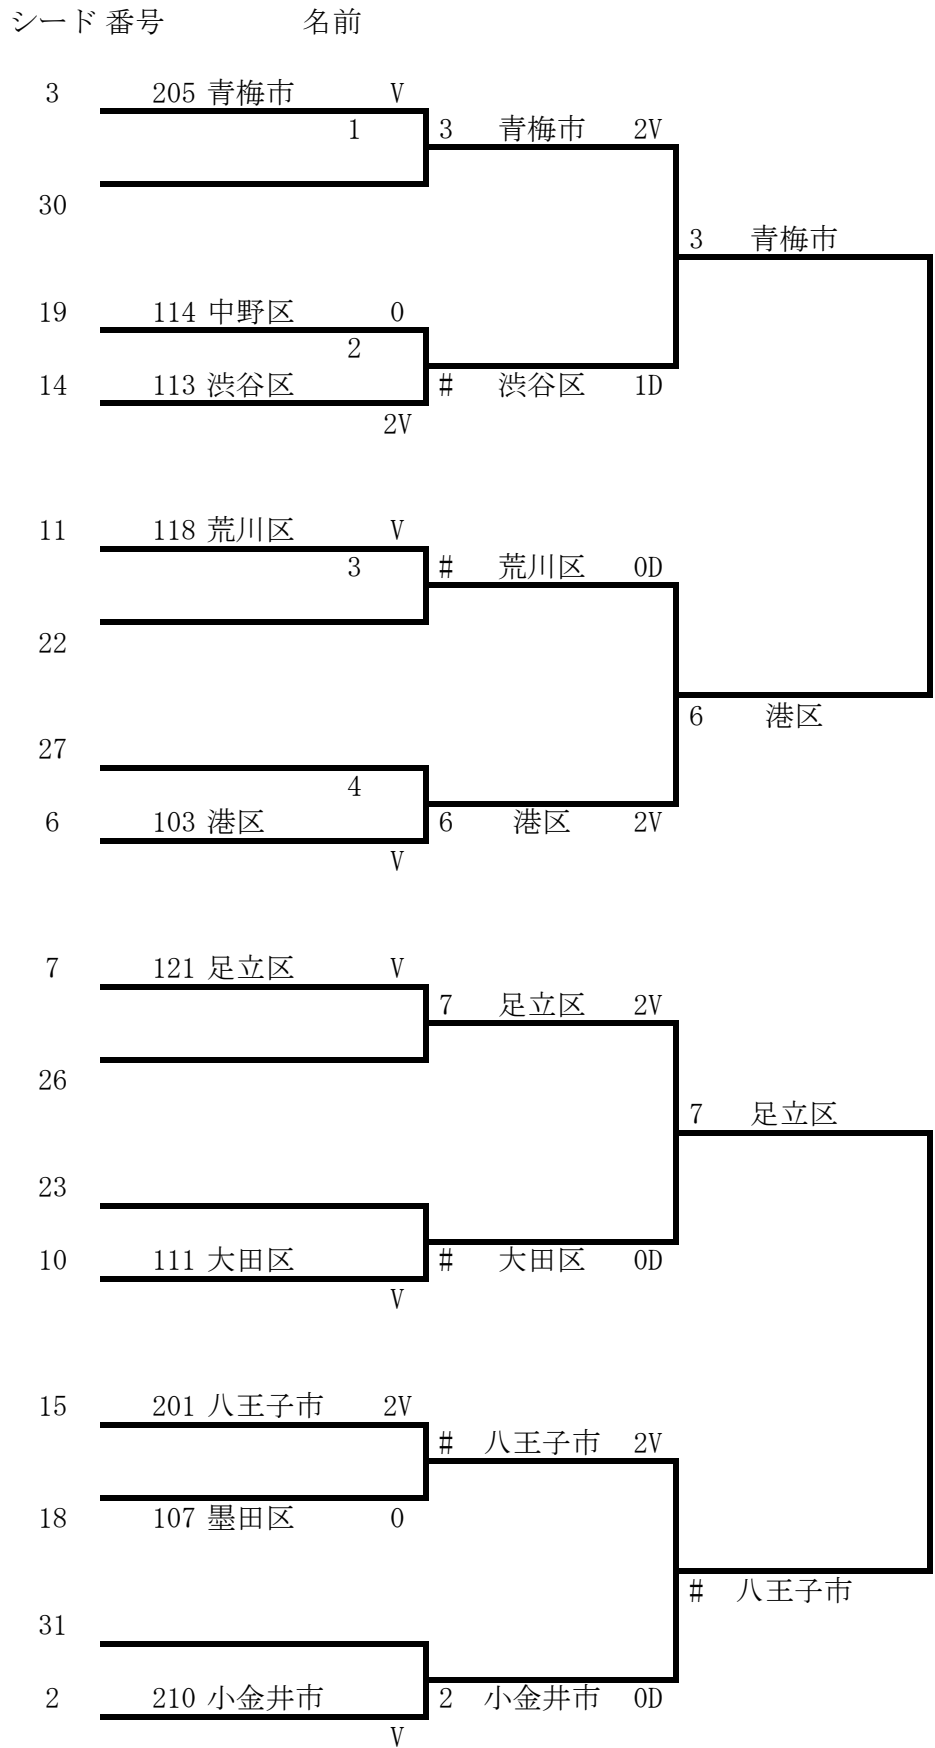 シード 番号 名前
3 205 青梅市 V
1 3 青梅市 2V
30
3 青梅市
19 114 中野区 0
2
14 113 渋谷区 # 渋谷区 1D
2V
11 118 荒川区 V
3 # 荒川区 0D
22
6 港区
27
4
6 103 港区 6 港区 2V
V
7 121 足立区 V
7 足立区 2V
26
7 足立区
23
10 111 大田区 # 大田区 0D
V
15 201 八王子市 2V
# 八王子市 2V
18 107 墨田区 0
# 八王子市
31
2 210 小金井市 2 小金井市 0D
V